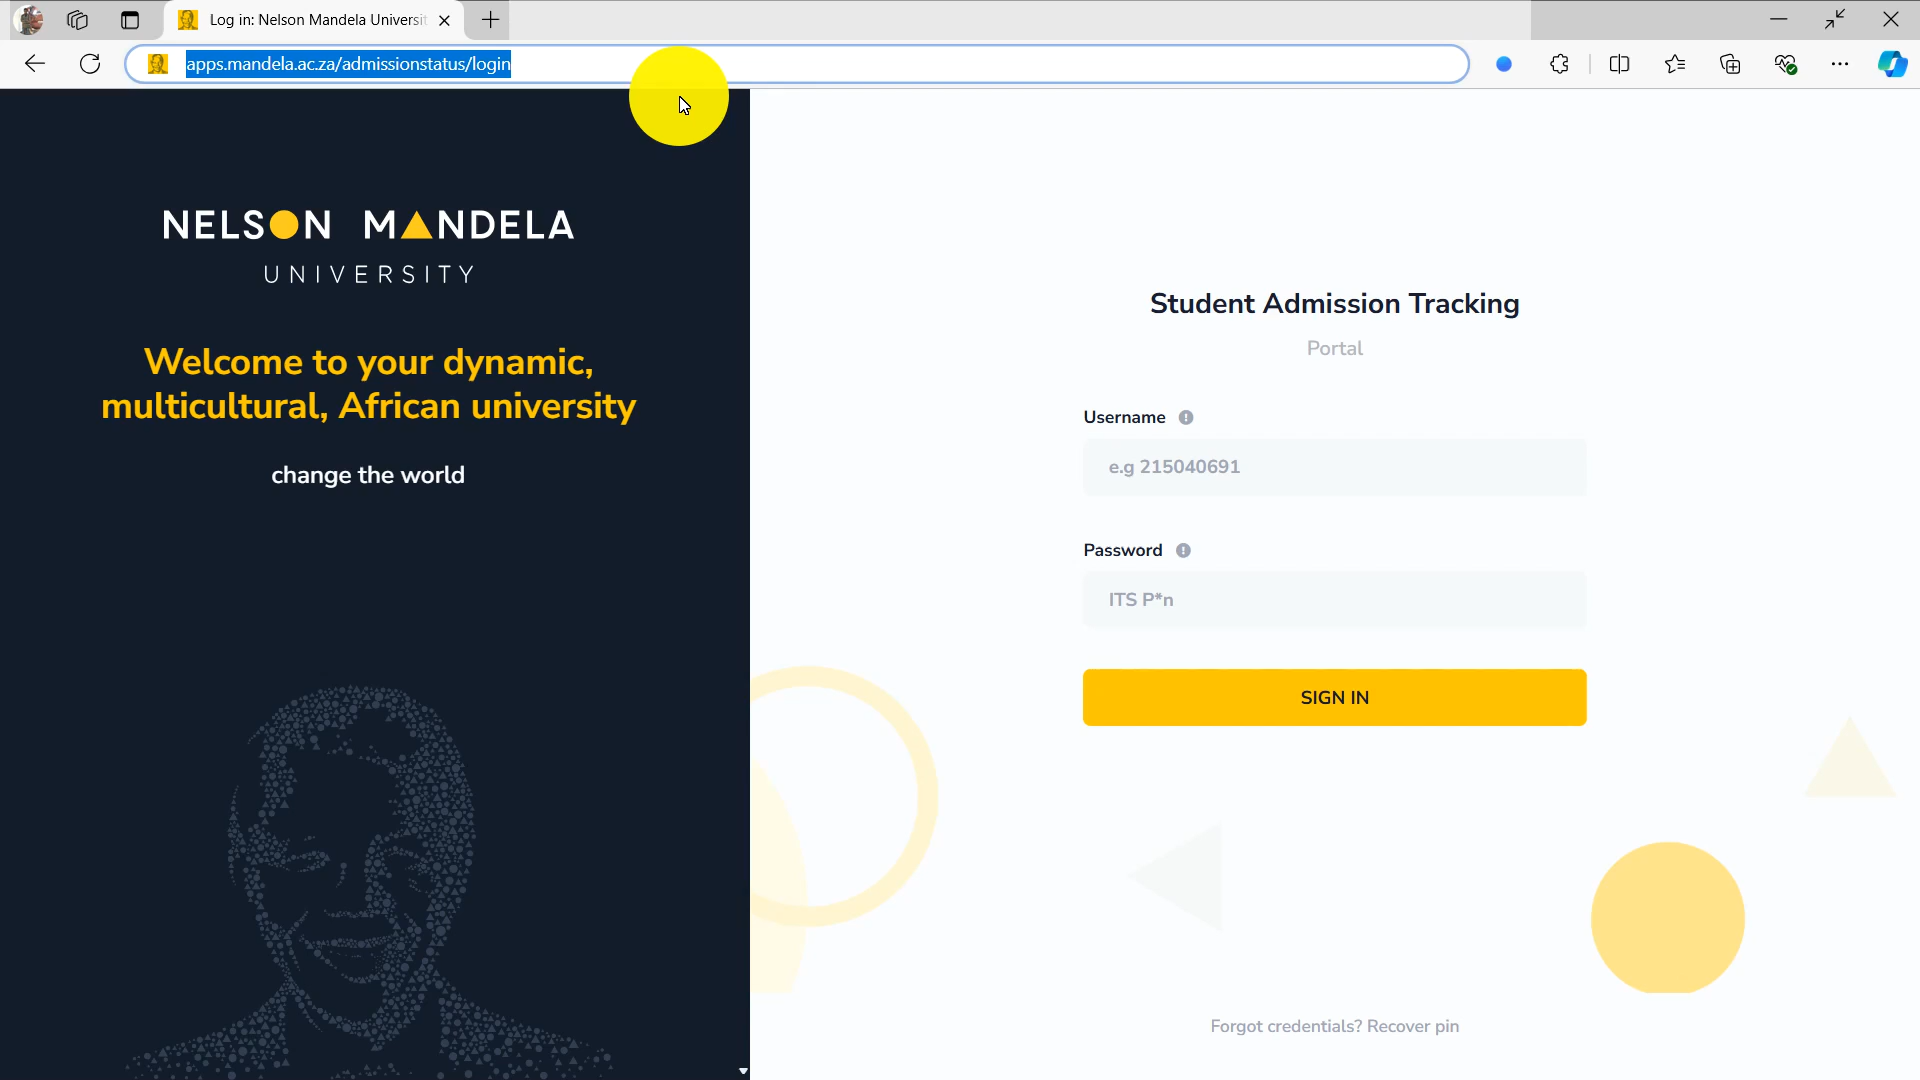 Log in: Nelson Mandela Universit
apps.mandela.ac.za/admissionstatus/login
NELSON MANDELA
UNIVERSITY
Welcome to your dynamic,
multicultural, African university
change the world
Student Admission Tracking
Portal
Username
e.g 215040691
Password
ITS P*n
SIGN IN
Forgot credentials? Recover pin